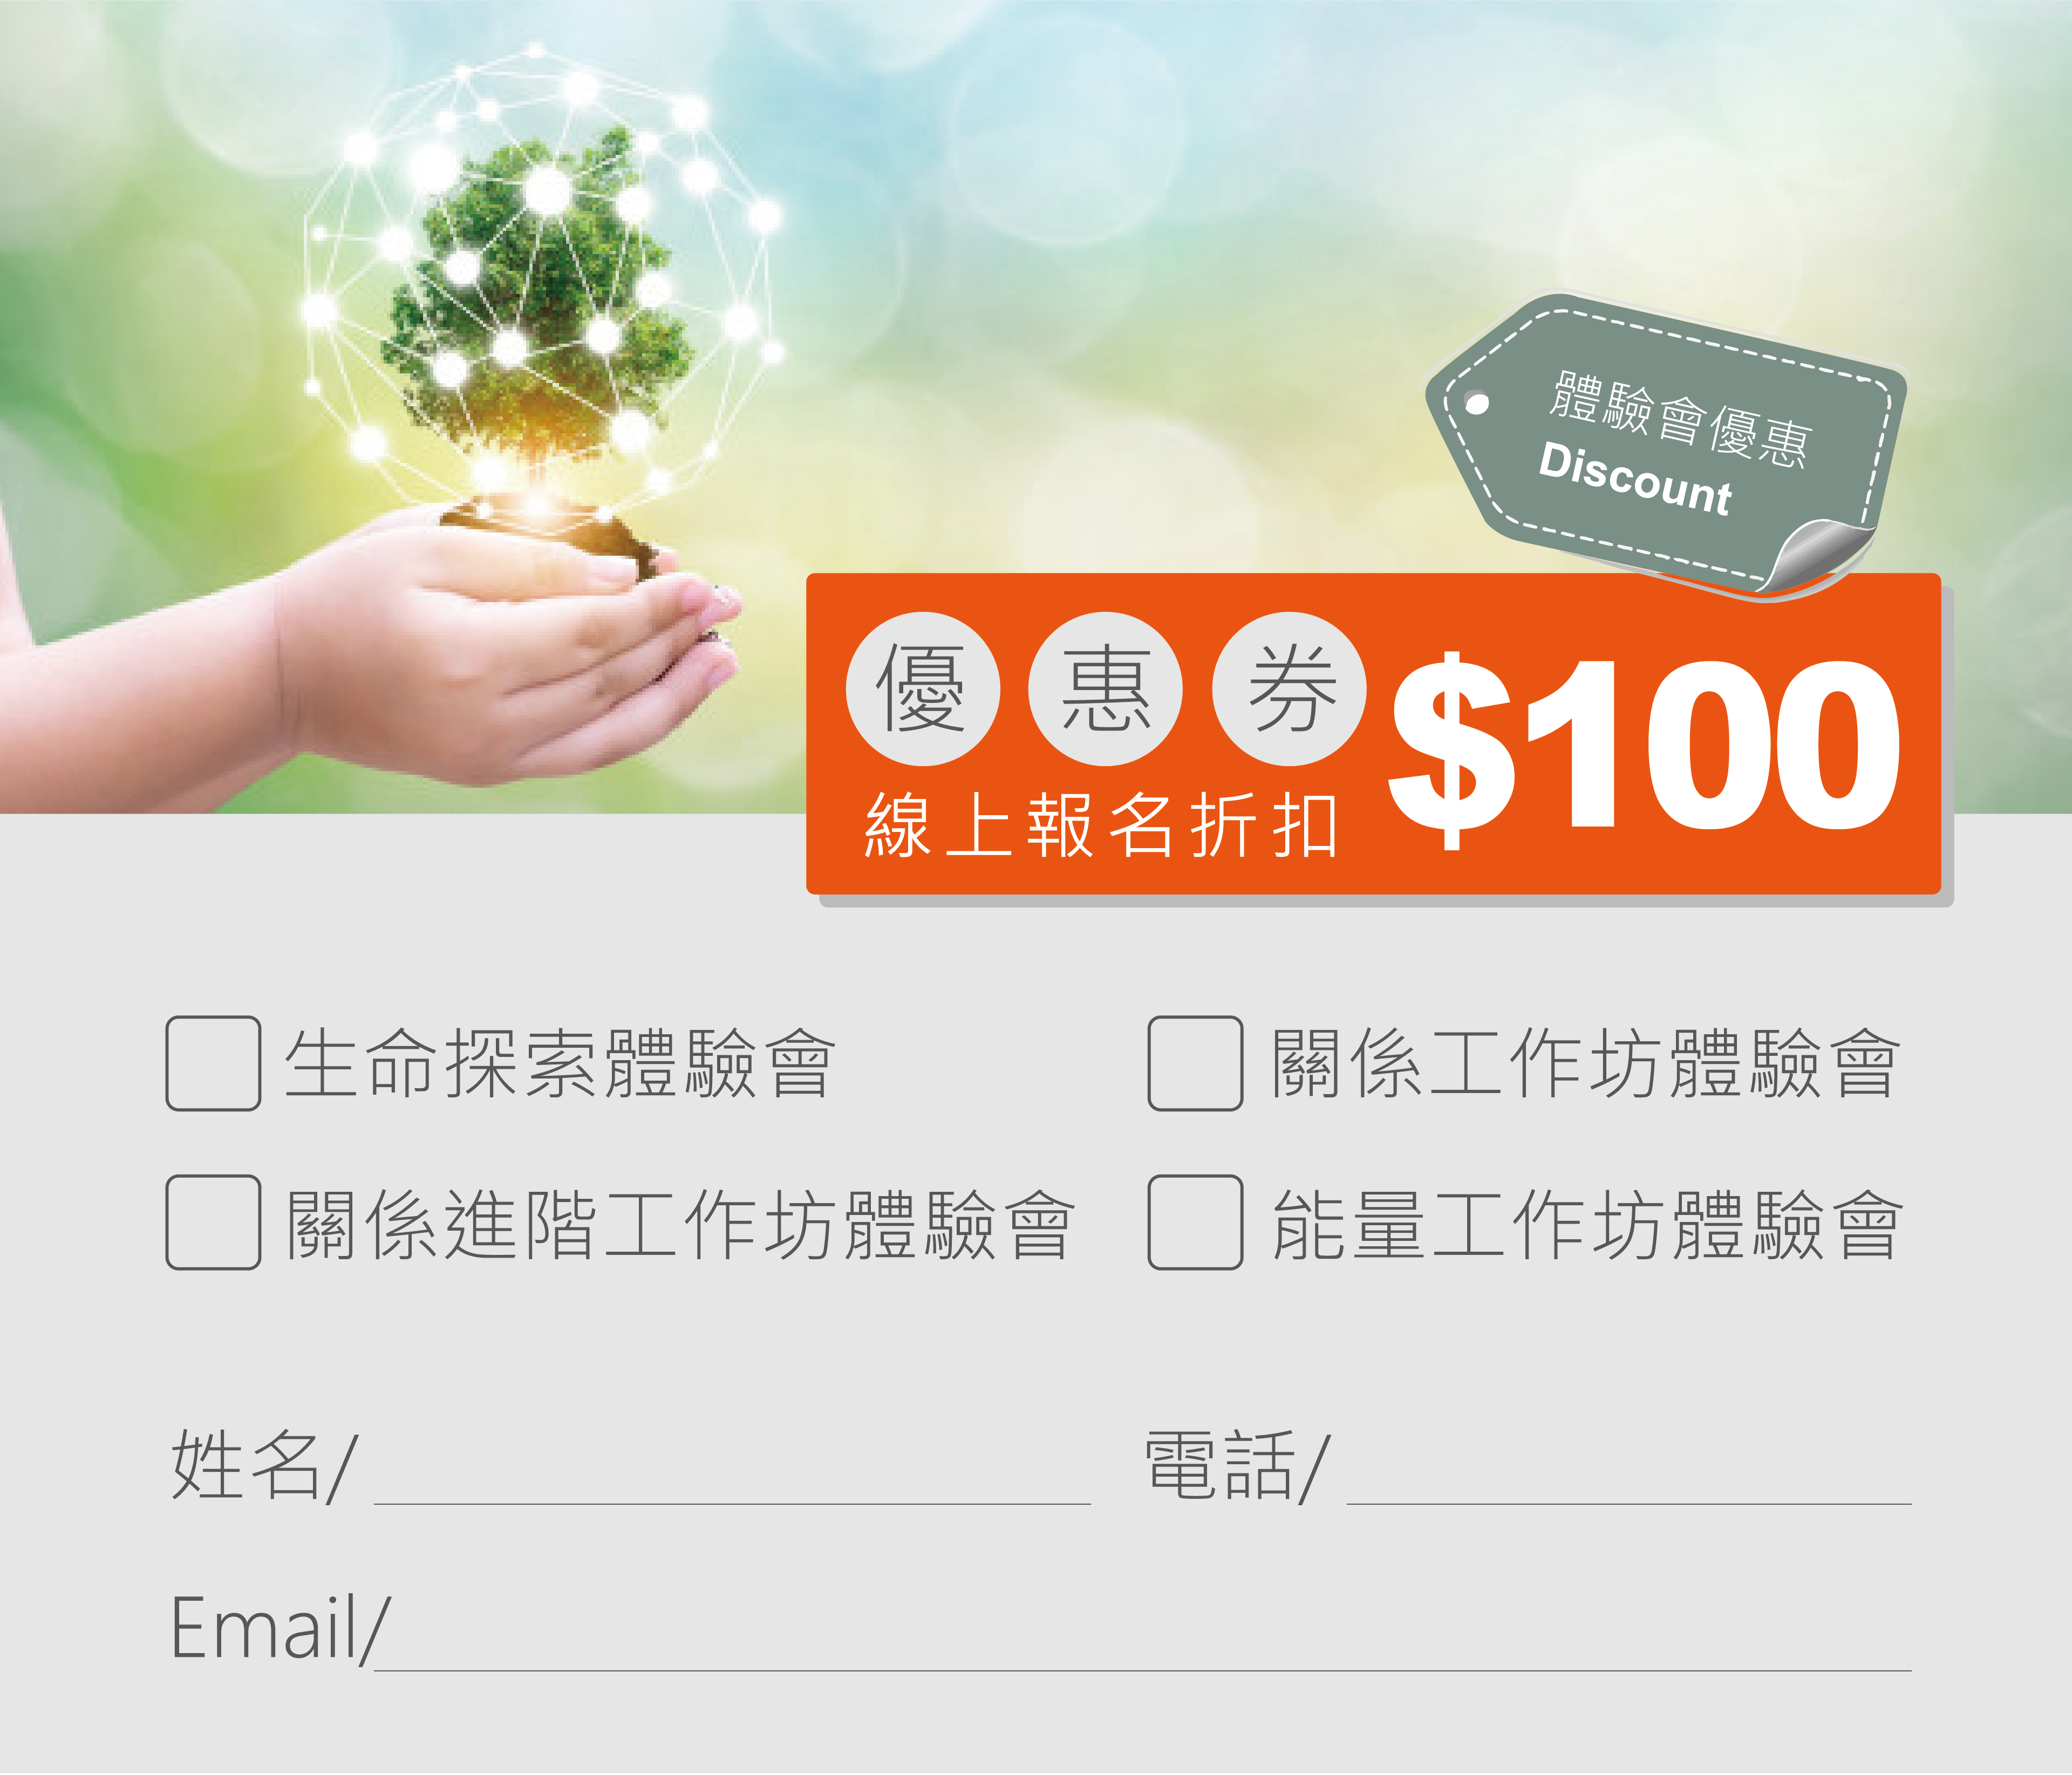 體驗會優惠
Discount
優惠券
$100
線上報名折扣
生命探索體驗會
關係工作坊體驗會
關係進階工作坊體驗會
能量工作坊體驗會
姓名/
電話/
Email/